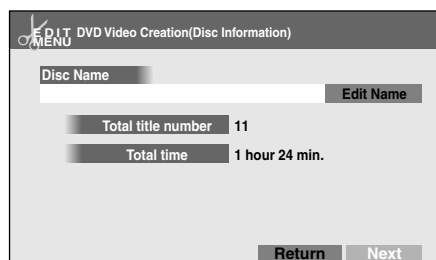 EDIT
MENU
DVD Video Creation(Disc Information)
Disc Name
Edit Name
Total title number 11
Total time 1 hour 24 min.
Return Next